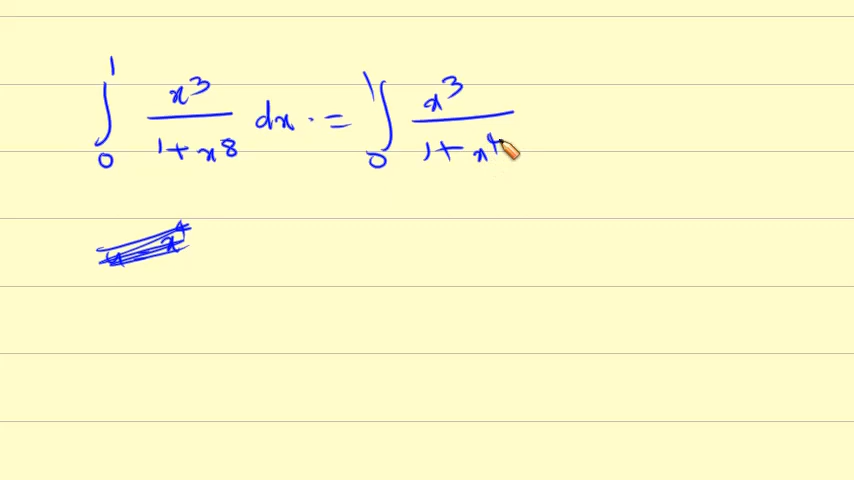 ∫₀¹ x³/(1+x⁸) dx . = ∫₀¹ x³/(1+x⁴